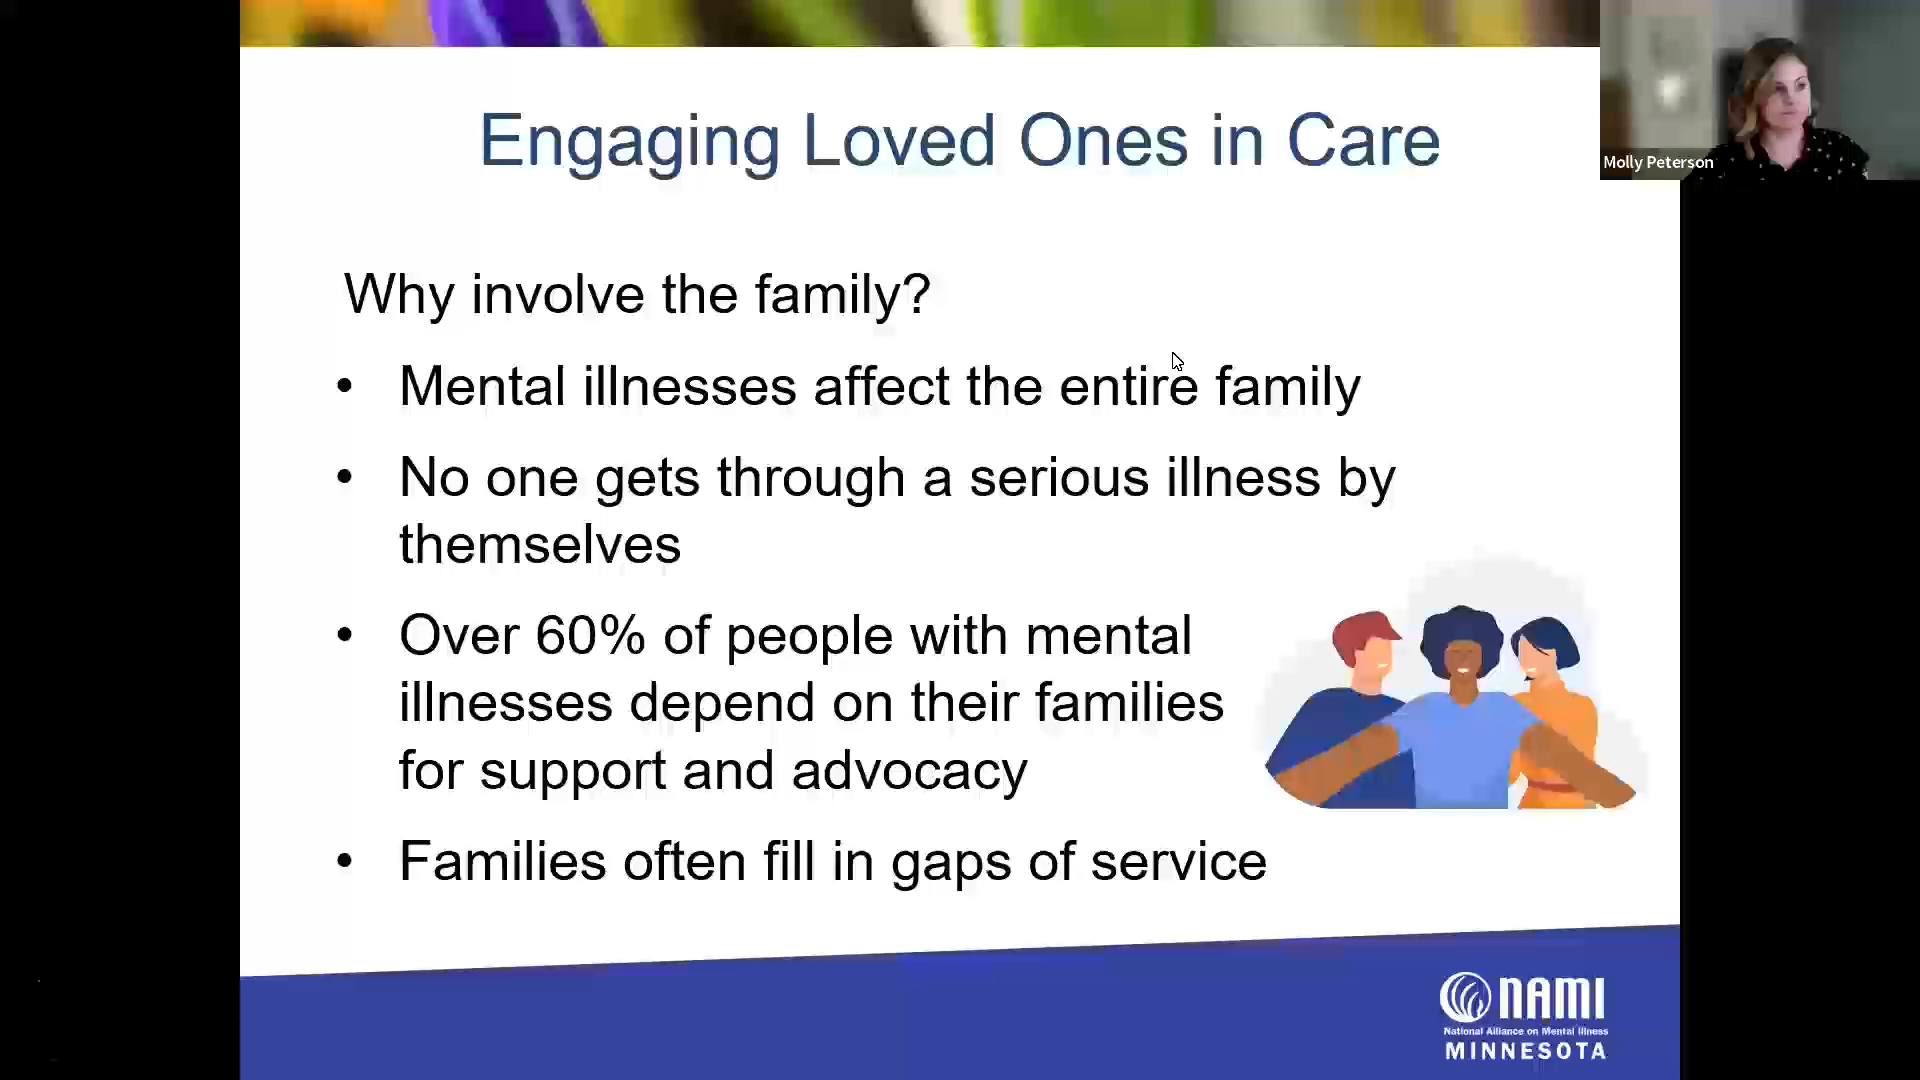 Engaging Loved Ones in Care
Molly Peterson
Why involve the family?
• Mental illnesses affect the entire family
• No one gets through a serious illness by
themselves
• Over 60% of people with mental
illnesses depend on their families
for support and advocacy
• Families often fill in gaps of service
NAMI
National Alliance on Mental Illness
MINNESOTA